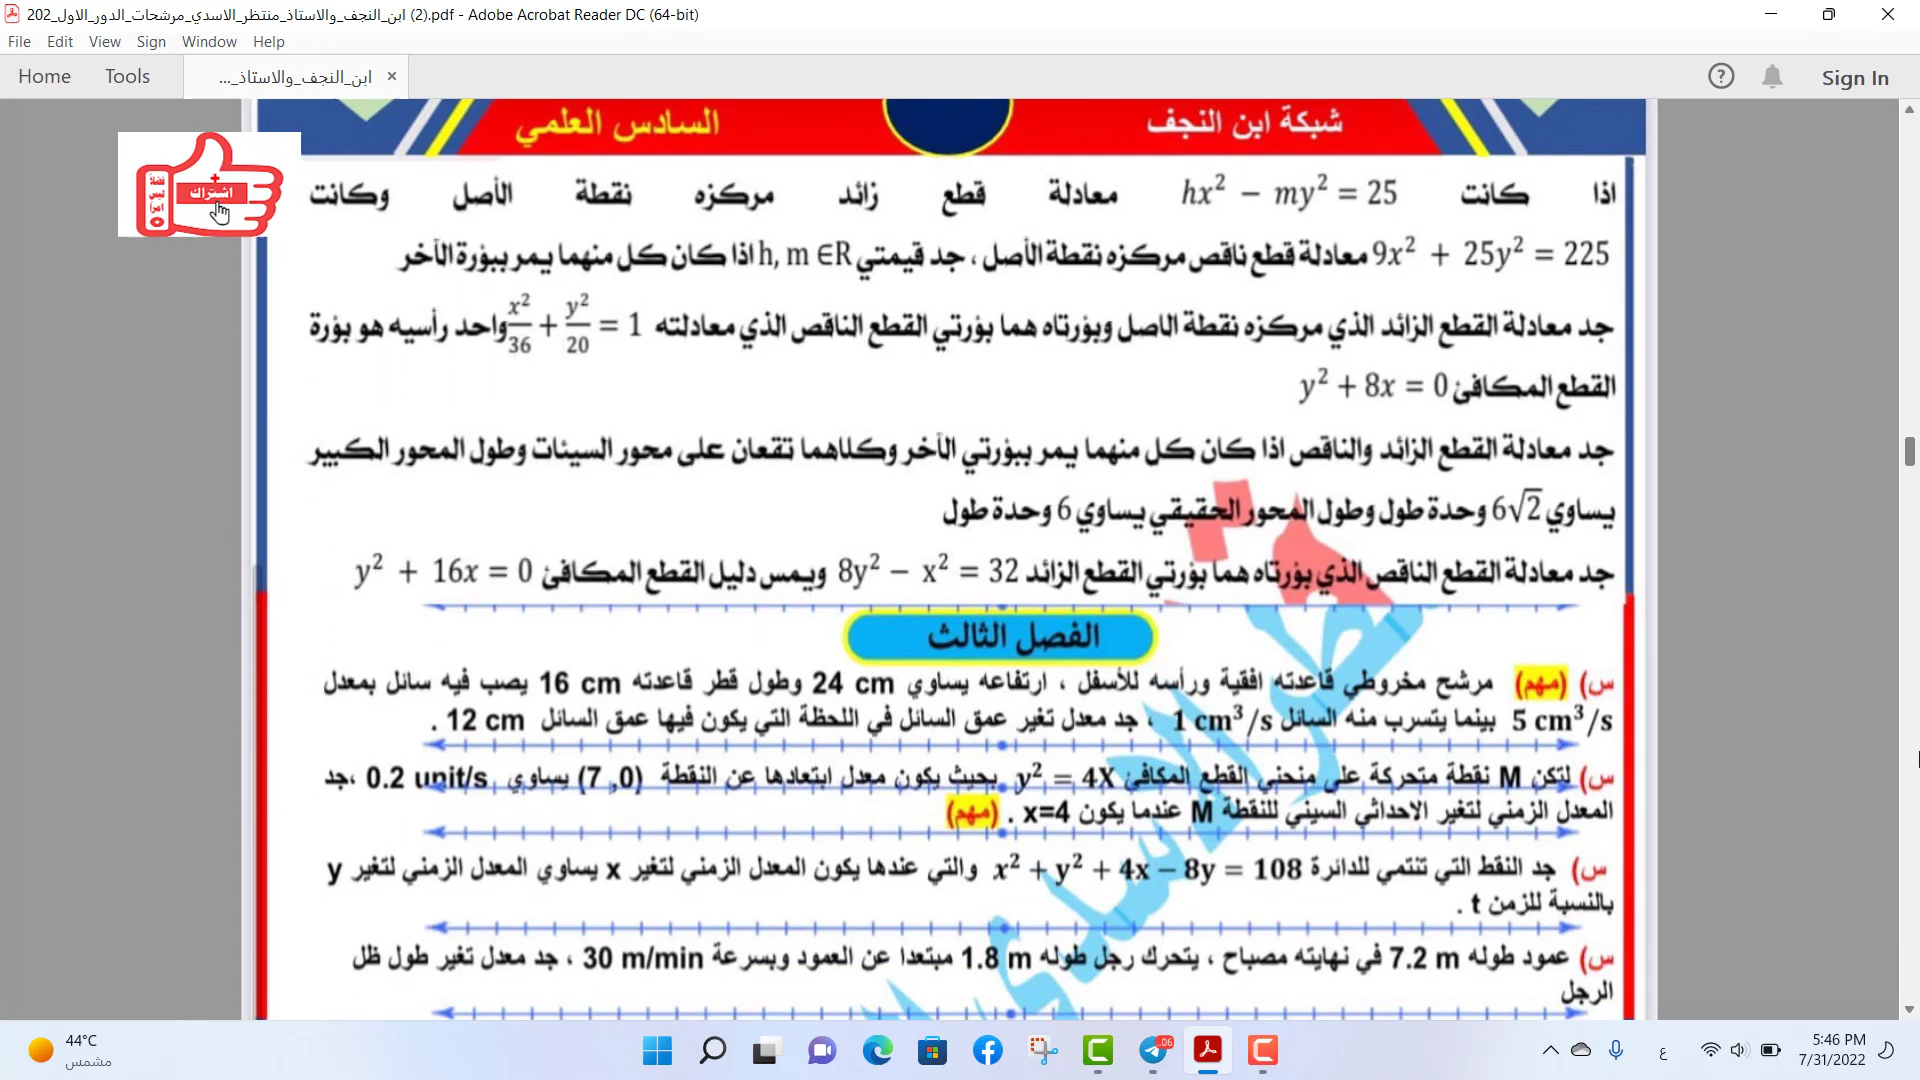 202_ابن_النجف_والاستاذ_منتظر_الاسدي_مرشحات_الدور_الاول (2).pdf - Adobe Acrobat Reader DC (64-bit)
File Edit View Sign Window Help
Home Tools ابن_النجف_والاستاذ_... × Sign In
شبكة ابن النجف السادس العلمي
فضلاً ليس امرأ اشتراك
اذا كانت hx² − my² = 25 معادلة قطع زائد مركزه نقطة الأصل وكانت
9x² + 25y² = 225 معادلة قطع ناقص مركزه نقطة الأصل ، جد قيمتي h, m ∈R اذا كان كل منهما يمر ببؤرة الآخر
جد معادلة القطع الزائد الذي مركزه نقطة الاصل وبؤرتاه هما بؤرتي القطع الناقص الذي معادلته x²/36 + y²/20 = 1 واحد رأسيه هو بؤرة
القطع المكافئ y² + 8x = 0
جد معادلة القطع الزائد والناقص اذا كان كل منهما يمر ببؤرتي الآخر وكلاهما تقعان على محور السينات وطول المحور الكبير
يساوي 6√2 وحدة طول وطول المحور الحقيقي يساوي 6 وحدة طول
جد معادلة القطع الناقص الذي بؤرتاه هما بؤرتي القطع الزائد 8y² − x² = 32 ويمس دليل القطع المكافئ y² + 16x = 0
الفصل الثالث
س) (مهم) مرشح مخروطي قاعدته افقية ورأسه للأسفل ، ارتفاعه يساوي 24 cm وطول قطر قاعدته 16 cm يصب فيه سائل بمعدل
5 cm³/s بينما يتسرب منه السائل 1 cm³/s ، جد معدل تغير عمق السائل في اللحظة التي يكون فيها عمق السائل 12 cm .
س) لتكن M نقطة متحركة على منحني القطع المكافئ y² = 4X بحيث يكون معدل ابتعادها عن النقطة (7 ,0) يساوي 0.2 unit/s ،جد
المعدل الزمني لتغير الاحداثي السيني للنقطة M عندما يكون x=4 . (مهم)
س) جد النقط التي تنتمي للدائرة x² + y² + 4x − 8y = 108 والتي عندها يكون المعدل الزمني لتغير x يساوي المعدل الزمني لتغير y
بالنسبة للزمن t .
س) عمود طوله 7.2 m في نهايته مصباح ، يتحرك رجل طوله 1.8 m مبتعدا عن العمود وبسرعة 30 m/min ، جد معدل تغير طول ظل
الرجل
44°C
مشمس
.06
ع
5:46 PM
7/31/2022